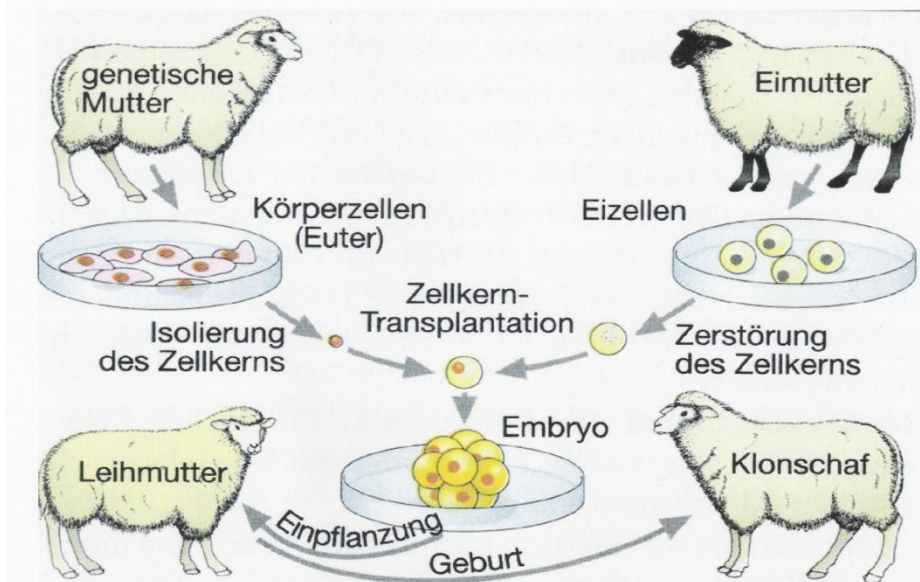 genetische
Mutter
Eimutter
Körperzellen
(Euter)
Eizellen
Zellkern-
Transplantation
Isolierung
des Zellkerns
Zerstörung
des Zellkerns
Embryo
Leihmutter
Klonschaf
Einpflanzung
Geburt